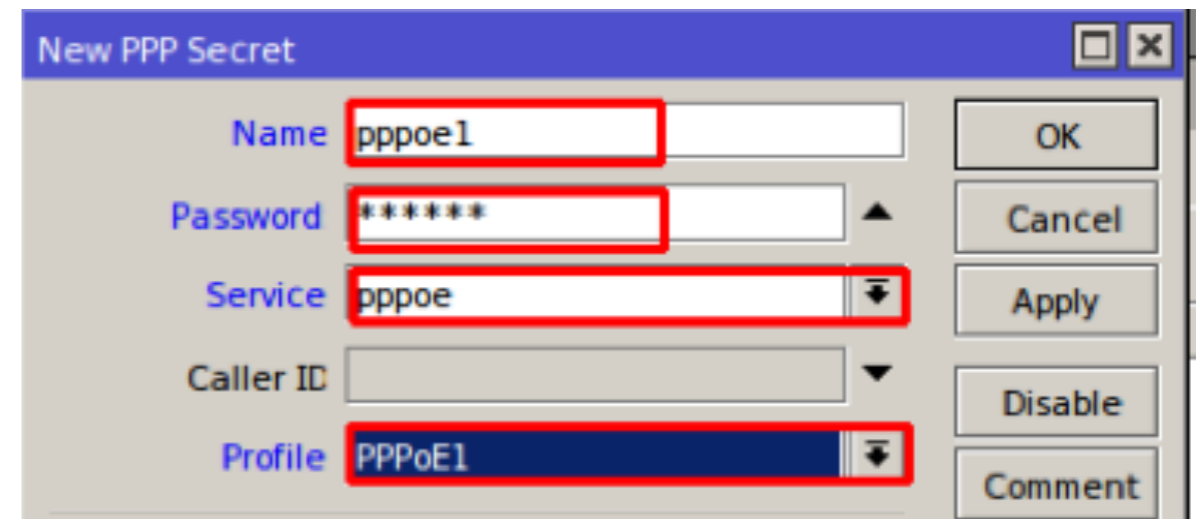 New PPP Secret
Name pppoe1 OK
Password ****** Cancel
Service pppoe Apply
Caller ID
Disable
Profile PPPoE1
Comment